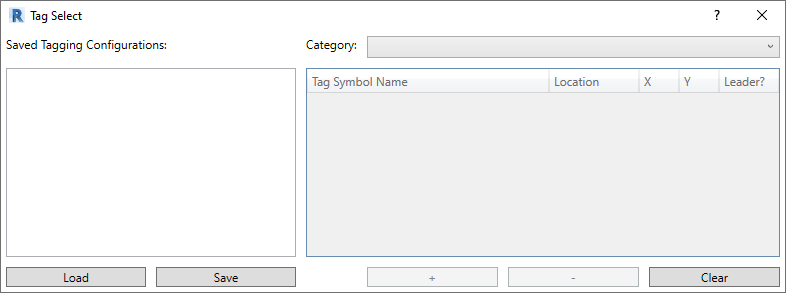 Tag Select
?
Saved Tagging Configurations:
Category:
Tag Symbol Name Location X Y Leader?
Load Save + - Clear